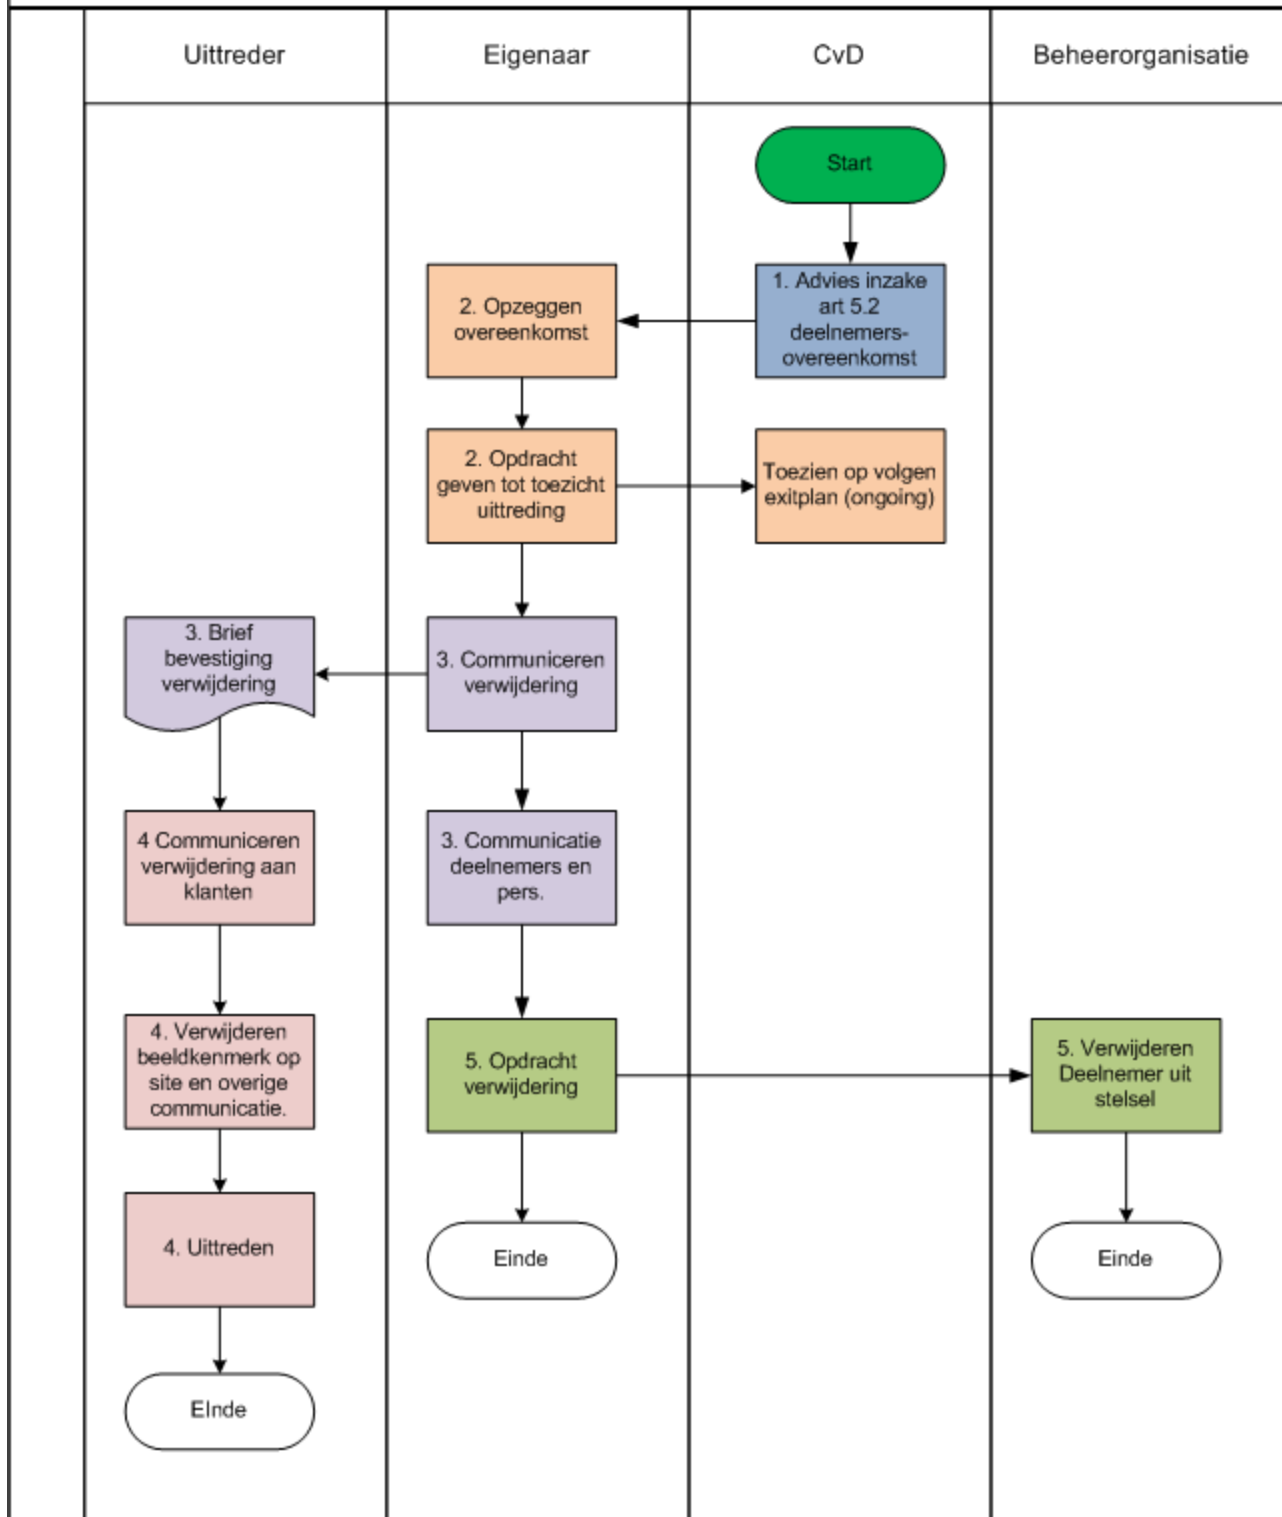 Uittreder
Eigenaar
CvD
Beheerorganisatie
Start
1. Advies inzake
art 5.2
deelnemers-
overeenkomst
2. Opzeggen
overeenkomst
2. Opdracht
geven tot toezicht
uittreding
Toezien op volgen
exitplan (ongoing)
3. Brief
bevestiging
verwijdering
3. Communiceren
verwijdering
4 Communiceren
verwijdering aan
klanten
3. Communicatie
deelnemers en
pers.
4. Verwijderen
beeldkenmerk op
site en overige
communicatie.
5. Opdracht
verwijdering
5. Verwijderen
Deelnemer uit
stelsel
4. Uittreden
Einde
Einde
EInde